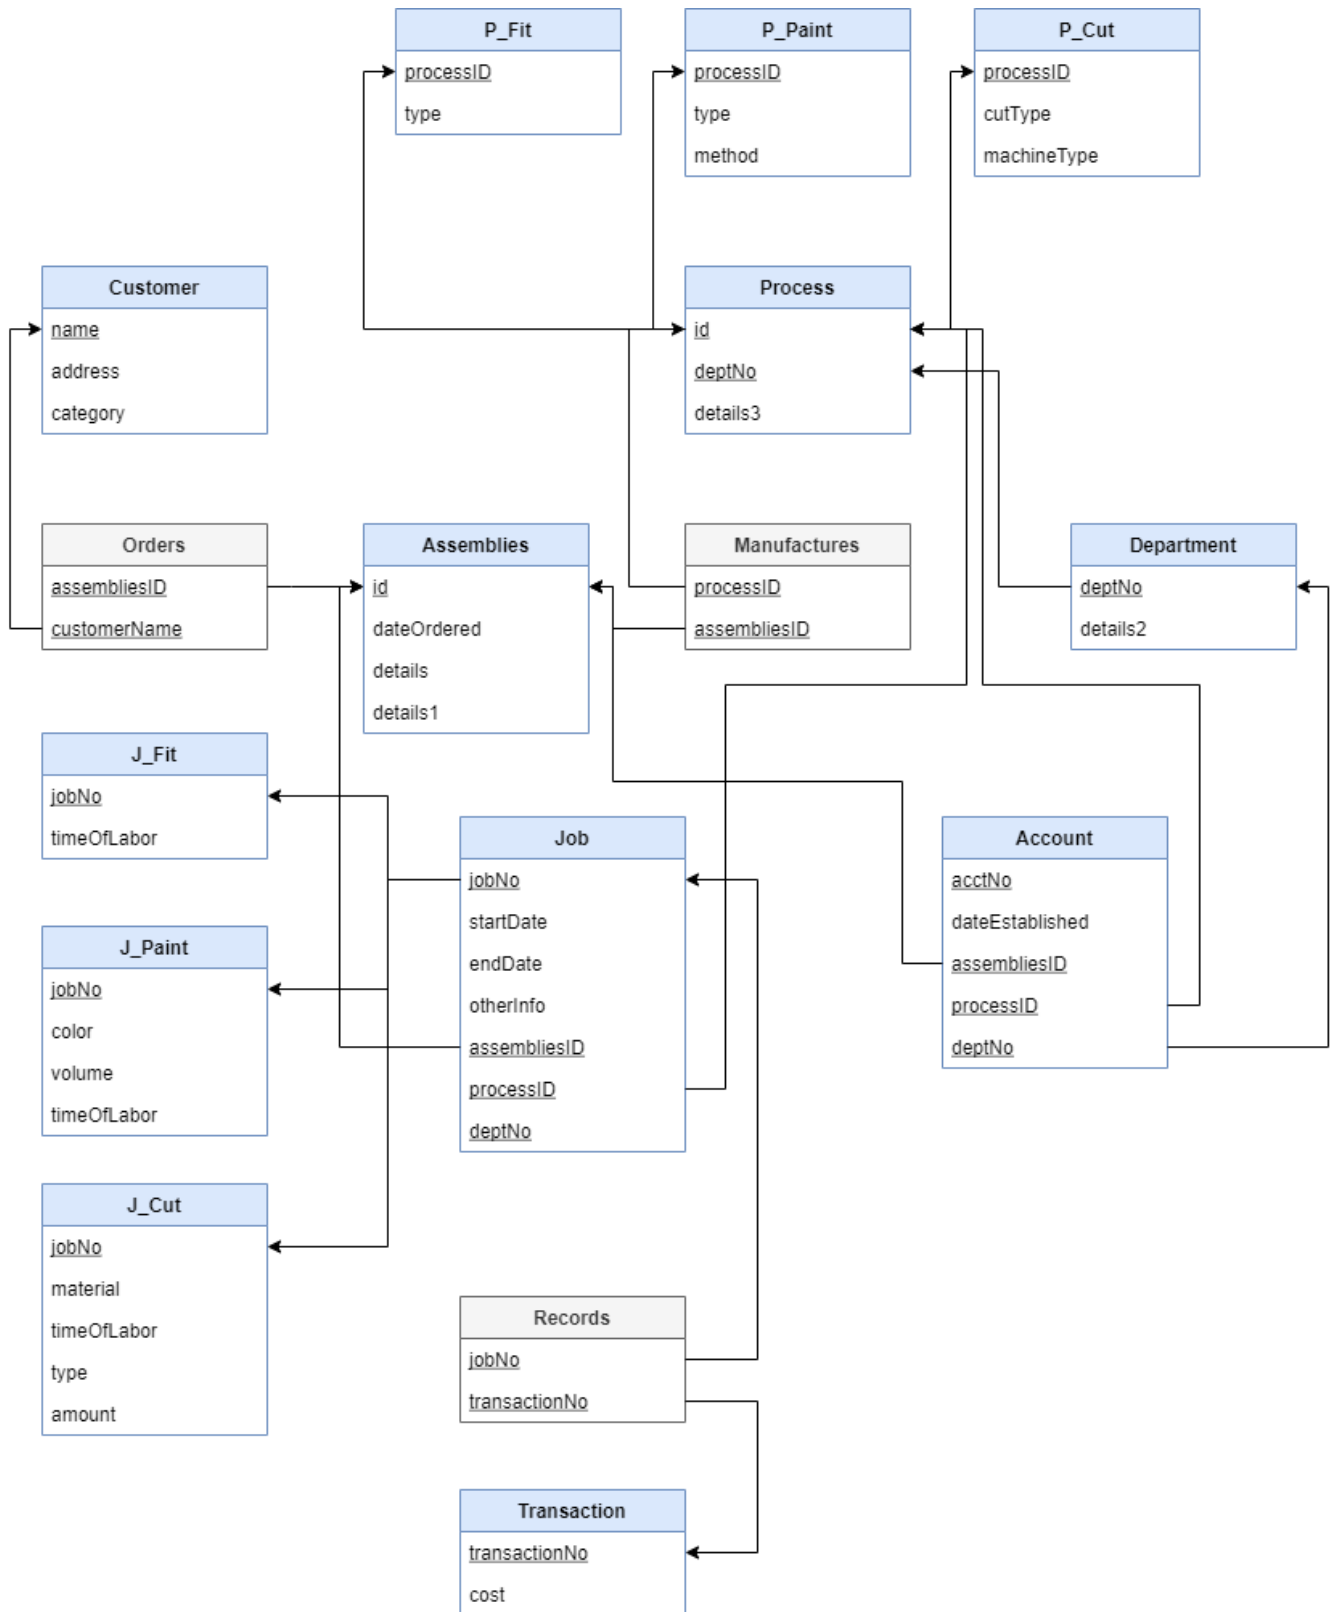 P_Fit
processID
type
P_Paint
processID
type
method
P_Cut
processID
cutType
machineType
Customer
name
address
category
Process
id
deptNo
details3
Orders
assembliesID
customerName
Assemblies
id
dateOrdered
details
details1
Manufactures
processID
assembliesID
Department
deptNo
details2
J_Fit
jobNo
timeOfLabor
Job
jobNo
startDate
endDate
otherInfo
assembliesID
processID
deptNo
Account
acctNo
dateEstablished
assembliesID
processID
deptNo
J_Paint
jobNo
color
volume
timeOfLabor
J_Cut
jobNo
material
timeOfLabor
type
amount
Records
jobNo
transactionNo
Transaction
transactionNo
cost